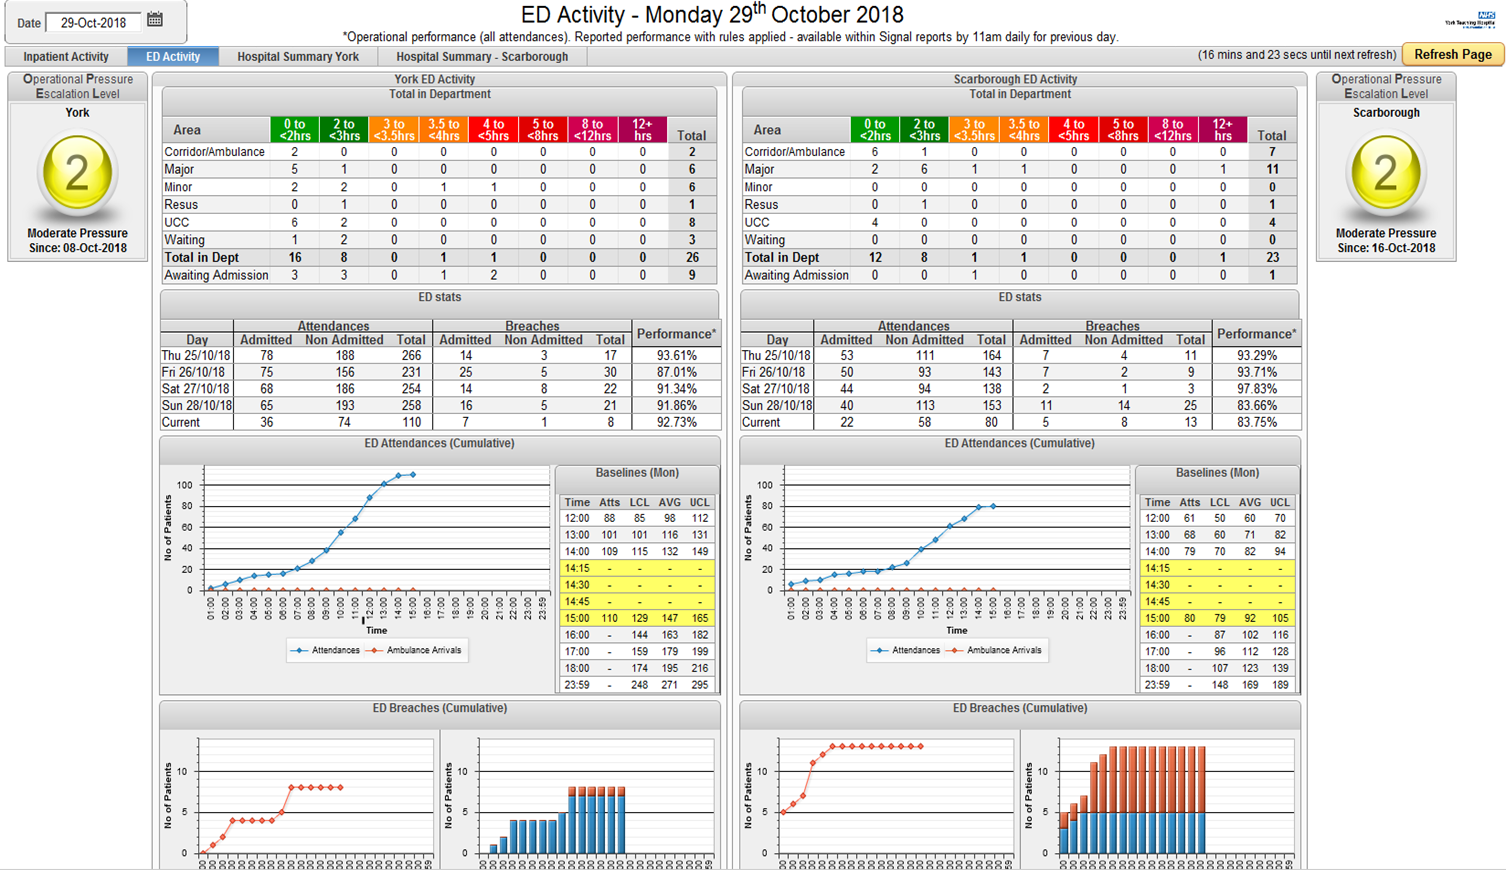 Date 29-Oct-2018
ED Activity - Monday 29th October 2018
*Operational performance (all attendances). Reported performance with rules applied - available within Signal reports by 11am daily for previous day.
NHS
Inpatient Activity ED Activity Hospital Summary York Hospital Summary - Scarborough (16 mins and 23 secs until next refresh) Refresh Page
Operational Pressure
Escalation Level
York
2
Moderate Pressure
Since: 08-Oct-2018
York ED Activity
Total in Department
Area 0 to <2hrs 2 to <3hrs 3 to <3.5hrs 3.5 to <4hrs 4 to <5hrs 5 to <8hrs 8 to <12hrs 12+ hrs Total
Corridor/Ambulance 2 0 0 0 0 0 0 0 2
Major 5 1 0 0 0 0 0 0 6
Minor 2 2 0 1 1 0 0 0 6
Resus 0 1 0 0 0 0 0 0 1
UCC 6 2 0 0 0 0 0 0 8
Waiting 1 2 0 0 0 0 0 0 3
Total in Dept 16 8 0 1 1 0 0 0 26
Awaiting Admission 3 3 0 1 2 0 0 0 9
ED stats
Attendances Breaches Performance*
Day Admitted Non Admitted Total Admitted Non Admitted Total
Thu 25/10/18 78 188 266 14 3 17 93.61%
Fri 26/10/18 75 156 231 25 5 30 87.01%
Sat 27/10/18 68 186 254 14 8 22 91.34%
Sun 28/10/18 65 193 258 16 5 21 91.86%
Current 36 74 110 7 1 8 92.73%
ED Attendances (Cumulative)
No of Patients
100
80
60
40
20
0
01:00 02:00 03:00 04:00 05:00 06:00 07:00 08:00 09:00 10:00 11:00 12:00 13:00 14:00 15:00 16:00 17:00 18:00 19:00 20:00 21:00 22:00 23:00 23:59
Time
Attendances Ambulance Arrivals
Baselines (Mon)
Time Atts LCL AVG UCL
12:00 88 85 98 112
13:00 101 101 116 131
14:00 109 115 132 149
14:15 - - - -
14:30 - - - -
14:45 - - - -
15:00 110 129 147 165
16:00 - 144 163 182
17:00 - 159 179 199
18:00 - 174 195 216
23:59 - 248 271 295
ED Breaches (Cumulative)
No of Patients
10
5
0
No of Patients
10
5
0
Scarborough ED Activity
Total in Department
Area 0 to <2hrs 2 to <3hrs 3 to <3.5hrs 3.5 to <4hrs 4 to <5hrs 5 to <8hrs 8 to <12hrs 12+ hrs Total
Corridor/Ambulance 6 1 0 0 0 0 0 0 7
Major 2 6 1 1 0 0 0 1 11
Minor 0 0 0 0 0 0 0 0 0
Resus 0 1 0 0 0 0 0 0 1
UCC 4 0 0 0 0 0 0 0 4
Waiting 0 0 0 0 0 0 0 0 0
Total in Dept 12 8 1 1 0 0 0 1 23
Awaiting Admission 0 0 1 0 0 0 0 0 1
ED stats
Attendances Breaches Performance*
Day Admitted Non Admitted Total Admitted Non Admitted Total
Thu 25/10/18 53 111 164 7 4 11 93.29%
Fri 26/10/18 50 93 143 7 2 9 93.71%
Sat 27/10/18 44 94 138 2 1 3 97.83%
Sun 28/10/18 40 113 153 11 14 25 83.66%
Current 22 58 80 5 8 13 83.75%
ED Attendances (Cumulative)
No of Patients
100
80
60
40
20
0
01:00 02:00 03:00 04:00 05:00 06:00 07:00 08:00 09:00 10:00 11:00 12:00 13:00 14:00 15:00 16:00 17:00 18:00 19:00 20:00 21:00 22:00 23:00 23:59
Time
Attendances Ambulance Arrivals
Baselines (Mon)
Time Atts LCL AVG UCL
12:00 61 50 60 70
13:00 68 60 71 82
14:00 79 70 82 94
14:15 - - - -
14:30 - - - -
14:45 - - - -
15:00 80 79 92 105
16:00 - 87 102 116
17:00 - 96 112 128
18:00 - 107 123 139
23:59 - 148 169 189
ED Breaches (Cumulative)
No of Patients
10
5
0
No of Patients
10
5
0
Operational Pressure
Escalation Level
Scarborough
2
Moderate Pressure
Since: 16-Oct-2018